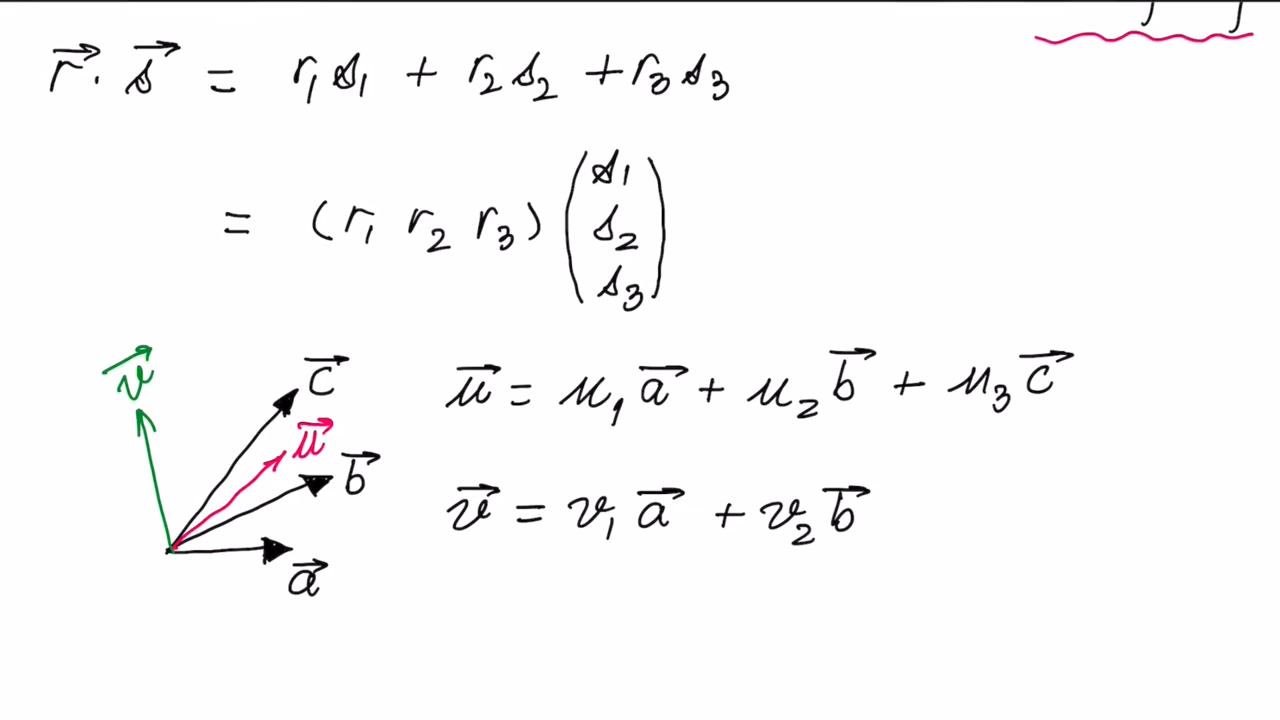 r⃗ · s⃗ = r₁s₁ + r₂s₂ + r₃s₃
= (r₁ r₂ r₃) (s₁
s₂
s₃)
v⃗
c⃗
u⃗
b⃗
a⃗
u⃗ = u₁a⃗ + u₂b⃗ + u₃c⃗
v⃗ = v₁a⃗ + v₂b⃗